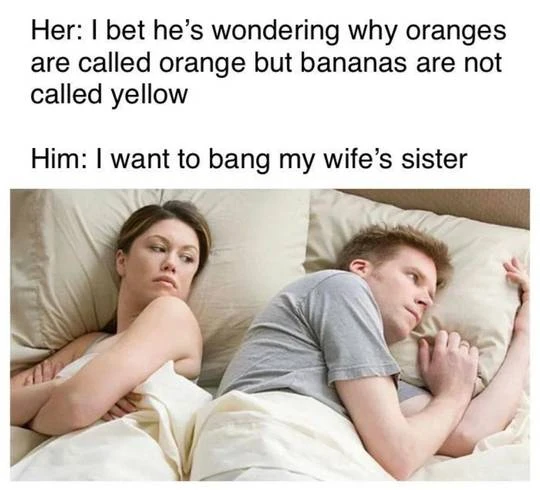 Her: I bet he’s wondering why oranges
are called orange but bananas are not
called yellow
Him: I want to bang my wife’s sister